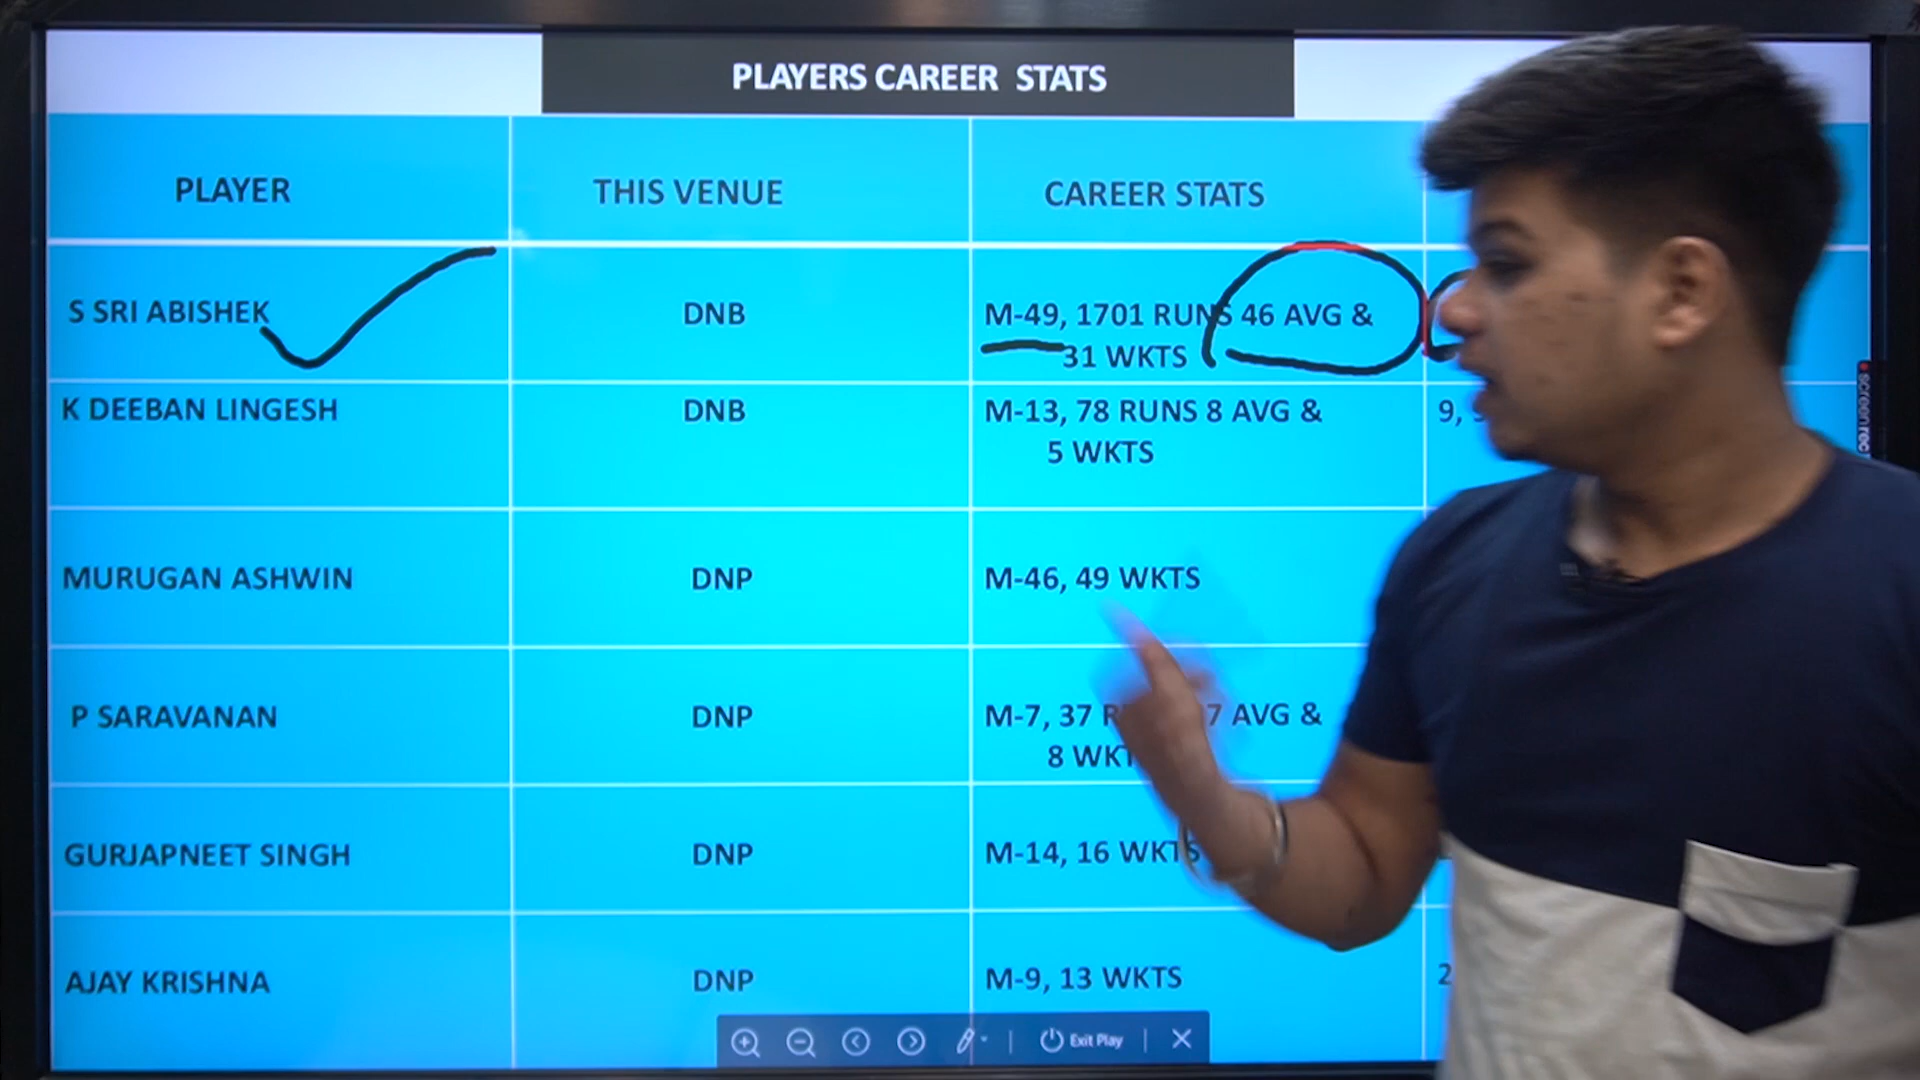 PLAYERS CAREER STATS
PLAYER THIS VENUE CAREER STATS
S SRI ABISHEK DNB M-49, 1701 RUNS 46 AVG &
31 WKTS
K DEEBAN LINGESH DNB M-13, 78 RUNS 8 AVG & 9,
5 WKTS
MURUGAN ASHWIN DNP M-46, 49 WKTS
P SARAVANAN DNP M-7, 37 7 AVG &
8
GURJAPNEET SINGH DNP M-14, 16 WKTS
AJAY KRISHNA DNP M-9, 13 WKTS 2
Exit Play